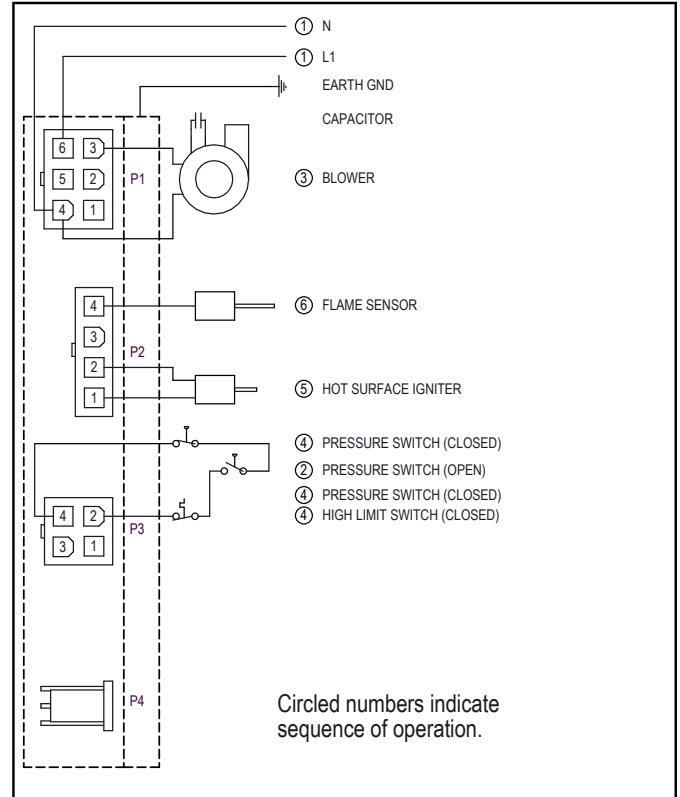 ① N
① L1
EARTH GND
CAPACITOR
6 3
③ BLOWER
5 2 P1
4 1
4
⑥ FLAME SENSOR
3
P2
2
⑤ HOT SURFACE IGNITER
1
④ PRESSURE SWITCH (CLOSED)
② PRESSURE SWITCH (OPEN)
④ PRESSURE SWITCH (CLOSED)
④ HIGH LIMIT SWITCH (CLOSED)
4 2 P3
3 1
P4
Circled numbers indicate
sequence of operation.